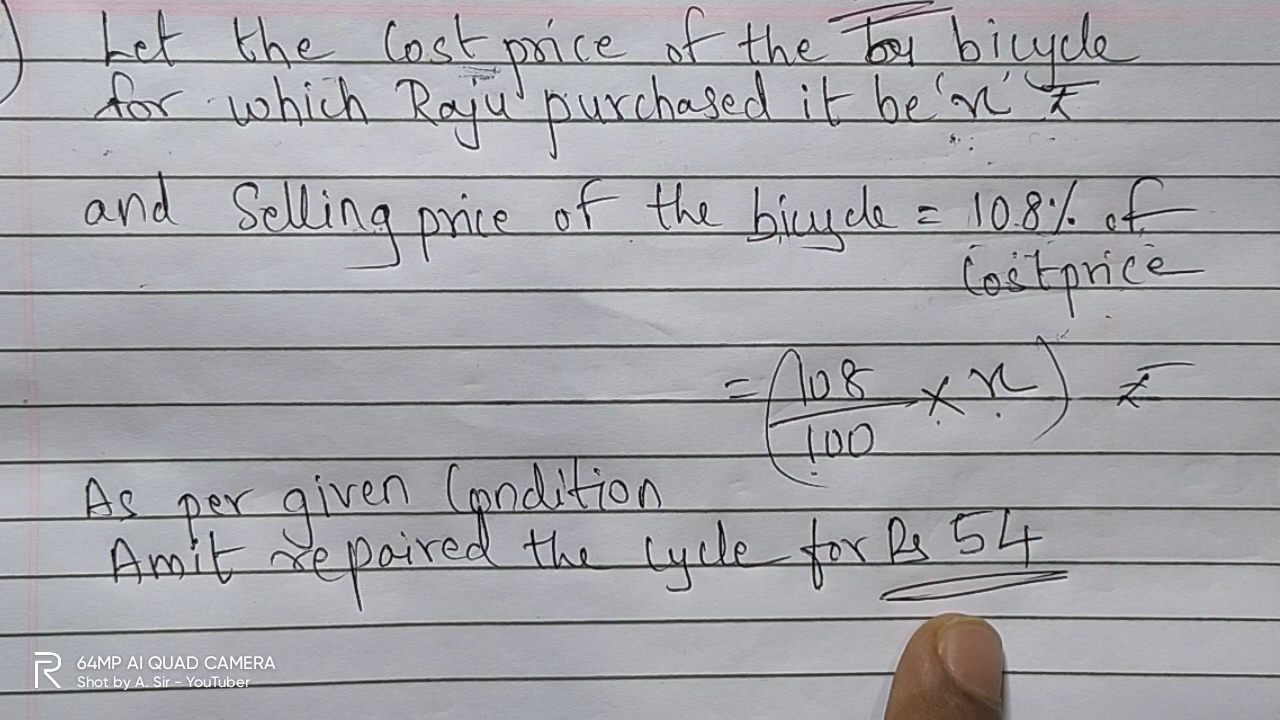 Let the Cost price of the bicycle
for which Raju purchased it be 'x' ₹
and Selling price of the bicycle = 108% of
Cost price
= (108/100 × x) ₹
As per given Condition
Amit repaired the cycle for Rs 54
64MP AI QUAD CAMERA
Shot by A. Sir - YouTuber